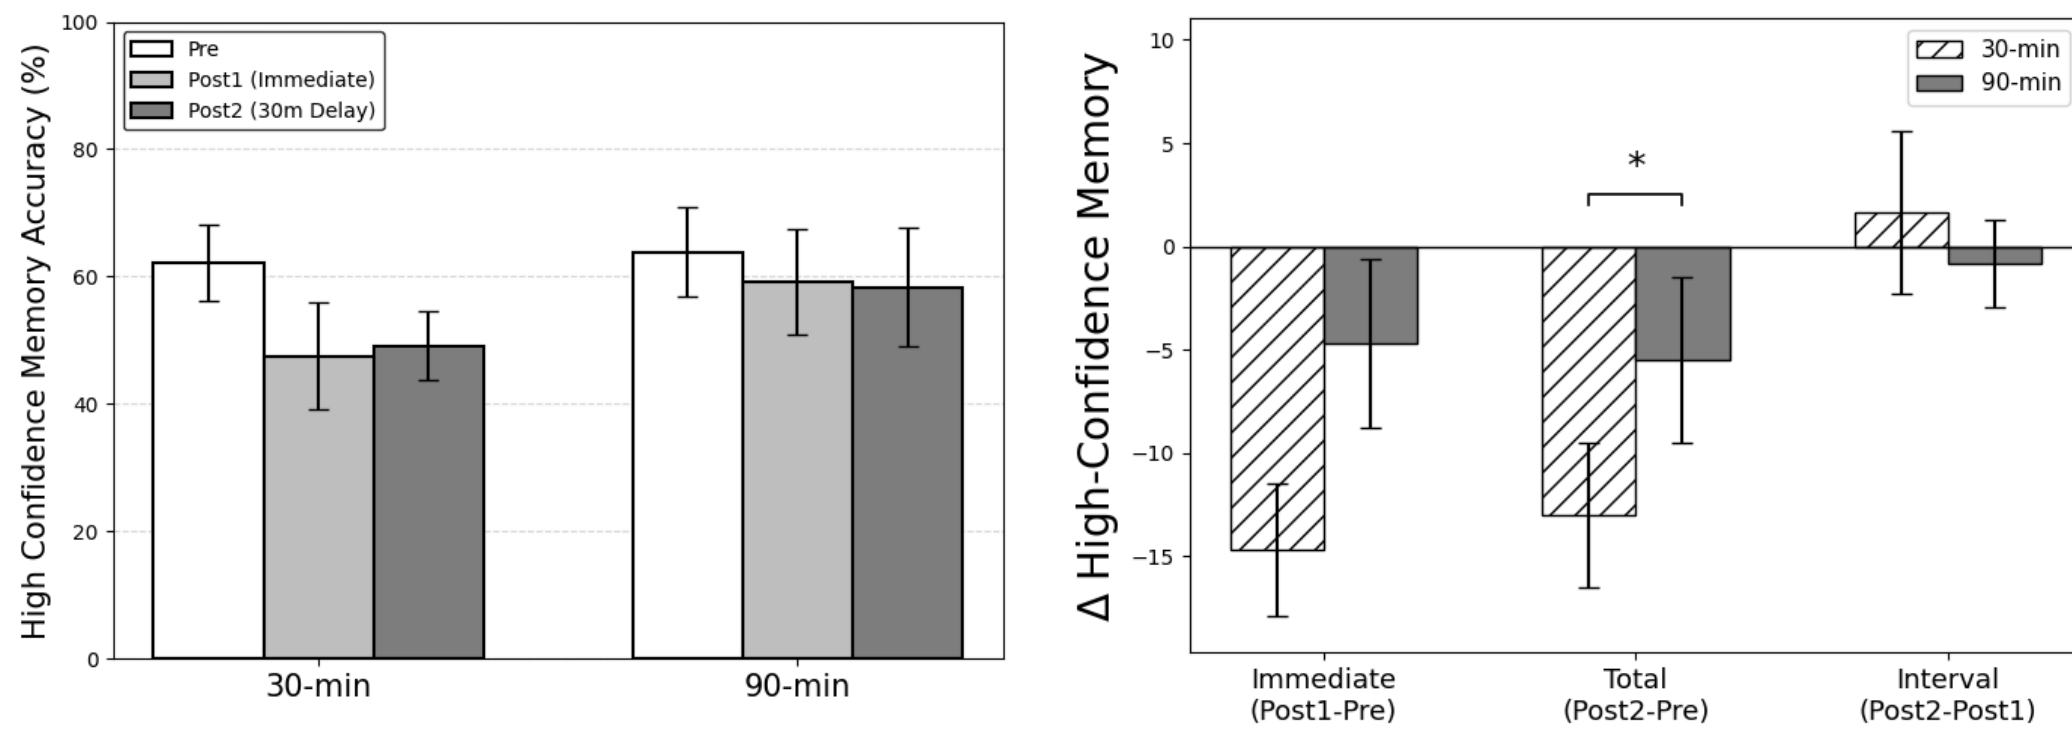 High Confidence Memory Accuracy (%)
100
80
60
40
20
0
Pre
Post1 (Immediate)
Post2 (30m Delay)
30-min
90-min
Δ High-Confidence Memory
10
5
0
−5
−10
−15
30-min
90-min
*
Immediate
(Post1-Pre)
Total
(Post2-Pre)
Interval
(Post2-Post1)